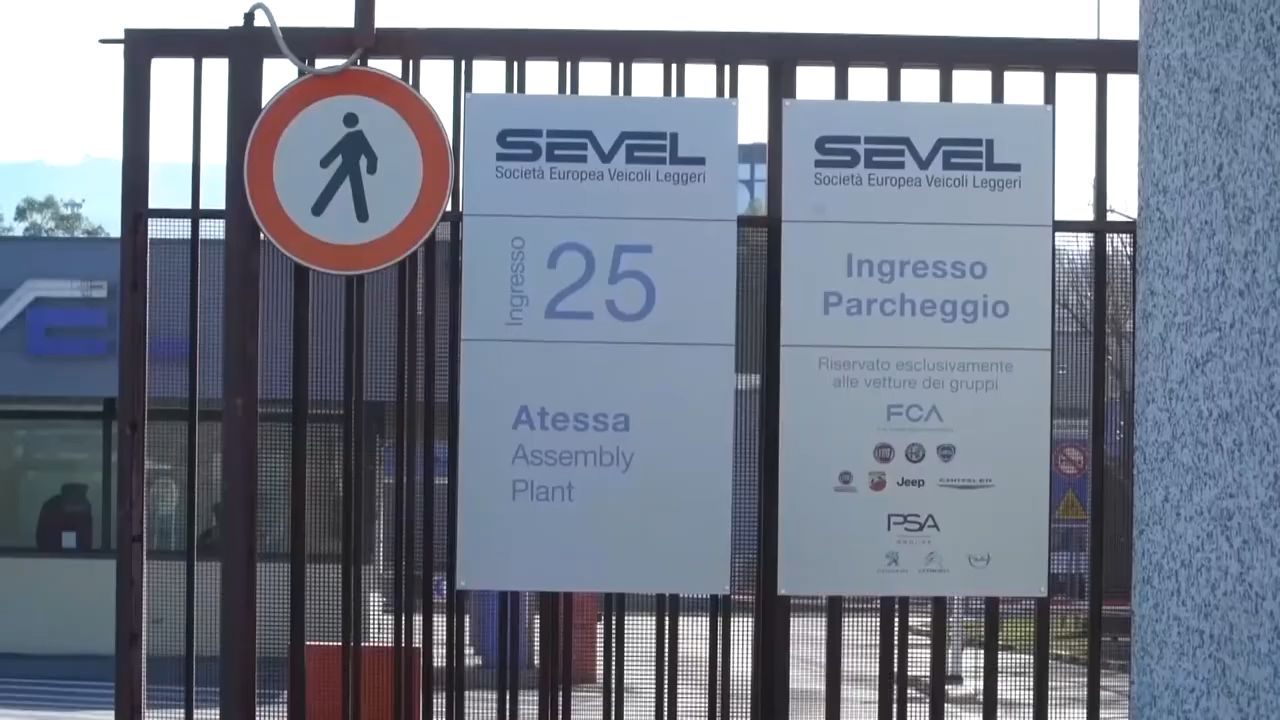 SEVEL
Società Europea Veicoli Leggeri
Ingresso 25
Atessa
Assembly
Plant
SEVEL
Società Europea Veicoli Leggeri
Ingresso
Parcheggio
Riservato esclusivamente
alle vetture dei gruppi
FCA
FIAT
Jeep CHRYSLER
PSA
GROUPE